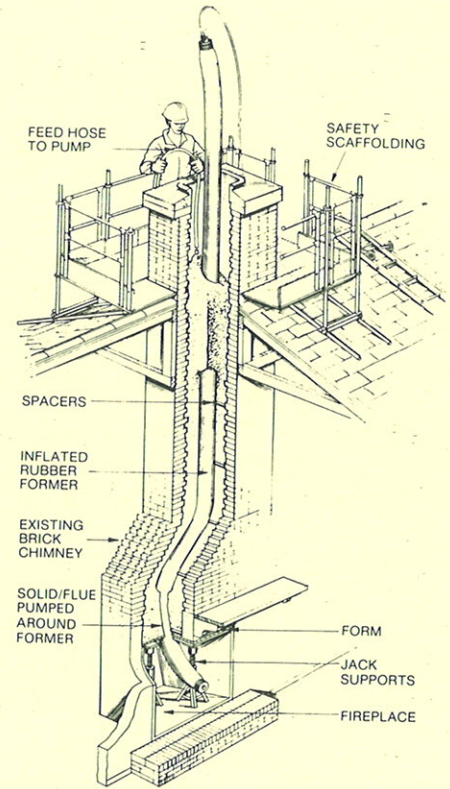 FEED HOSE
TO PUMP
SAFETY
SCAFFOLDING
SPACERS
INFLATED
RUBBER
FORMER
EXISTING
BRICK
CHIMNEY
SOLID/FLUE
PUMPED
AROUND
FORMER
FORM
JACK
SUPPORTS
FIREPLACE